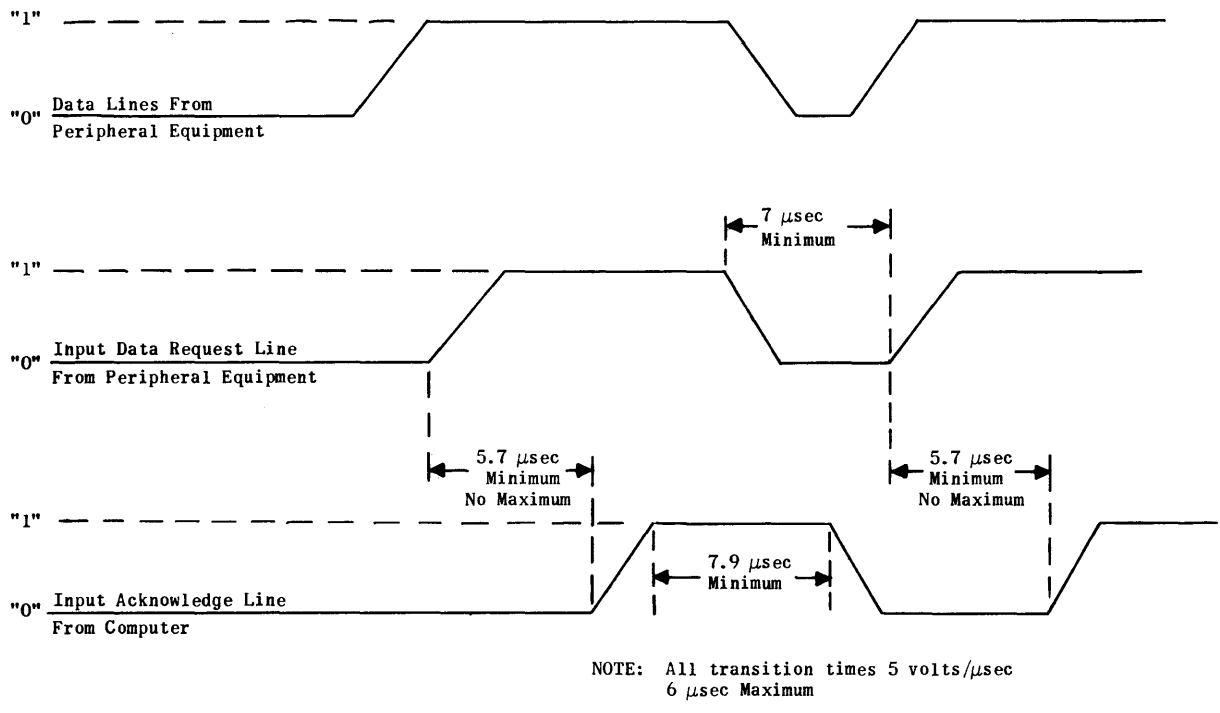 "1"
"0" Data Lines From
Peripheral Equipment
7 μsec
Minimum
"1"
"0" Input Data Request Line
From Peripheral Equipment
5.7 μsec
Minimum
No Maximum
5.7 μsec
Minimum
No Maximum
"1"
7.9 μsec
Minimum
"0" Input Acknowledge Line
From Computer
NOTE: All transition times 5 volts/μsec
6 μsec Maximum